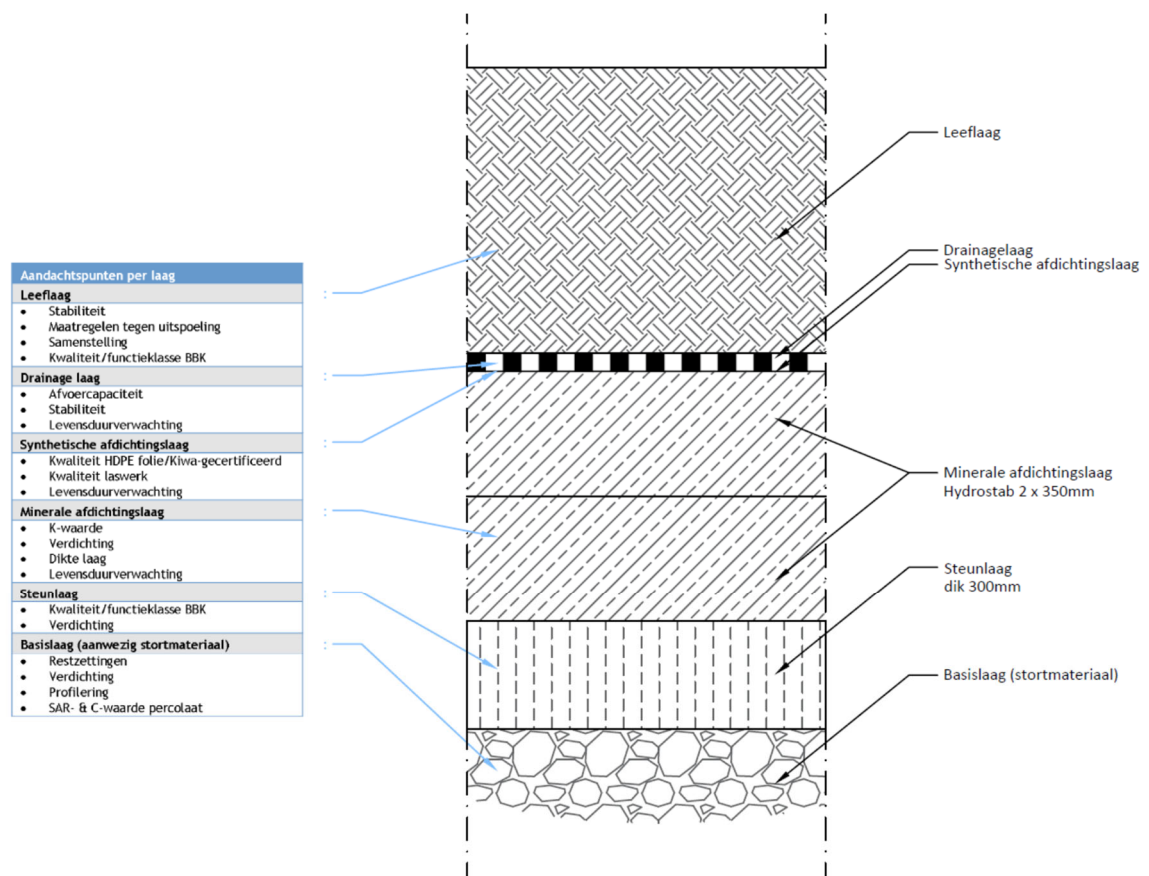 Aandachtspunten per laag
Leeflaag
• Stabiliteit
• Maatregelen tegen uitspoeling
• Samenstelling
• Kwaliteit/functieklasse BBK
Drainage laag
• Afvoercapaciteit
• Stabiliteit
• Levensduurverwachting
Synthetische afdichtingslaag
• Kwaliteit HDPE folie/Kiwa-gecertificeerd
• Kwaliteit laswerk
• Levensduurverwachting
Minerale afdichtingslaag
• K-waarde
• Verdichting
• Dikte laag
• Levensduurverwachting
Steunlaag
• Kwaliteit/functieklasse BBK
• Verdichting
Basislaag (aanwezig stortmateriaal)
• Restzettingen
• Verdichting
• Profilering
• SAR- & C-waarde percolaat
:
:
:
:
:
:
Leeflaag
Drainagelaag
Synthetische afdichtingslaag
Minerale afdichtingslaag
Hydrostab 2 x 350mm
Steunlaag
dik 300mm
Basislaag (stortmateriaal)